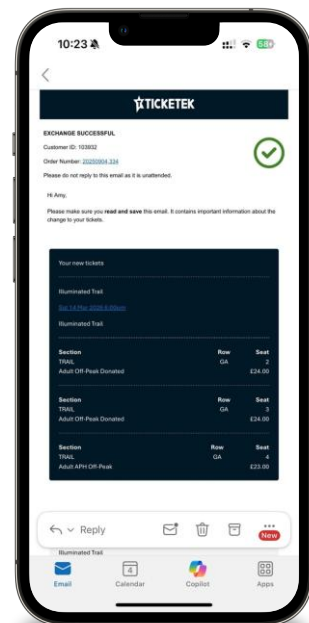 10:23
58
TICKETEK
EXCHANGE SUCCESSFUL
Customer ID: 103932
Order Number: 20250904 334
Please do not reply to this email as it is unattended.
Hi Amy,
Please make sure you read and save this email. It contains important information about the
change to your tickets.
Your new tickets
Illuminated Trail
Sat 14 Mar 2026 6:00pm
Illuminated Trail
Section Row Seat
TRAIL GA 2
Adult Off-Peak Donated £24.00
Section Row Seat
TRAIL GA 3
Adult Off-Peak Donated £24.00
Section Row Seat
TRAIL GA 4
Adult APH Off-Peak £23.00
Reply
New
Illuminated Trail
4
Email Calendar Copilot Apps